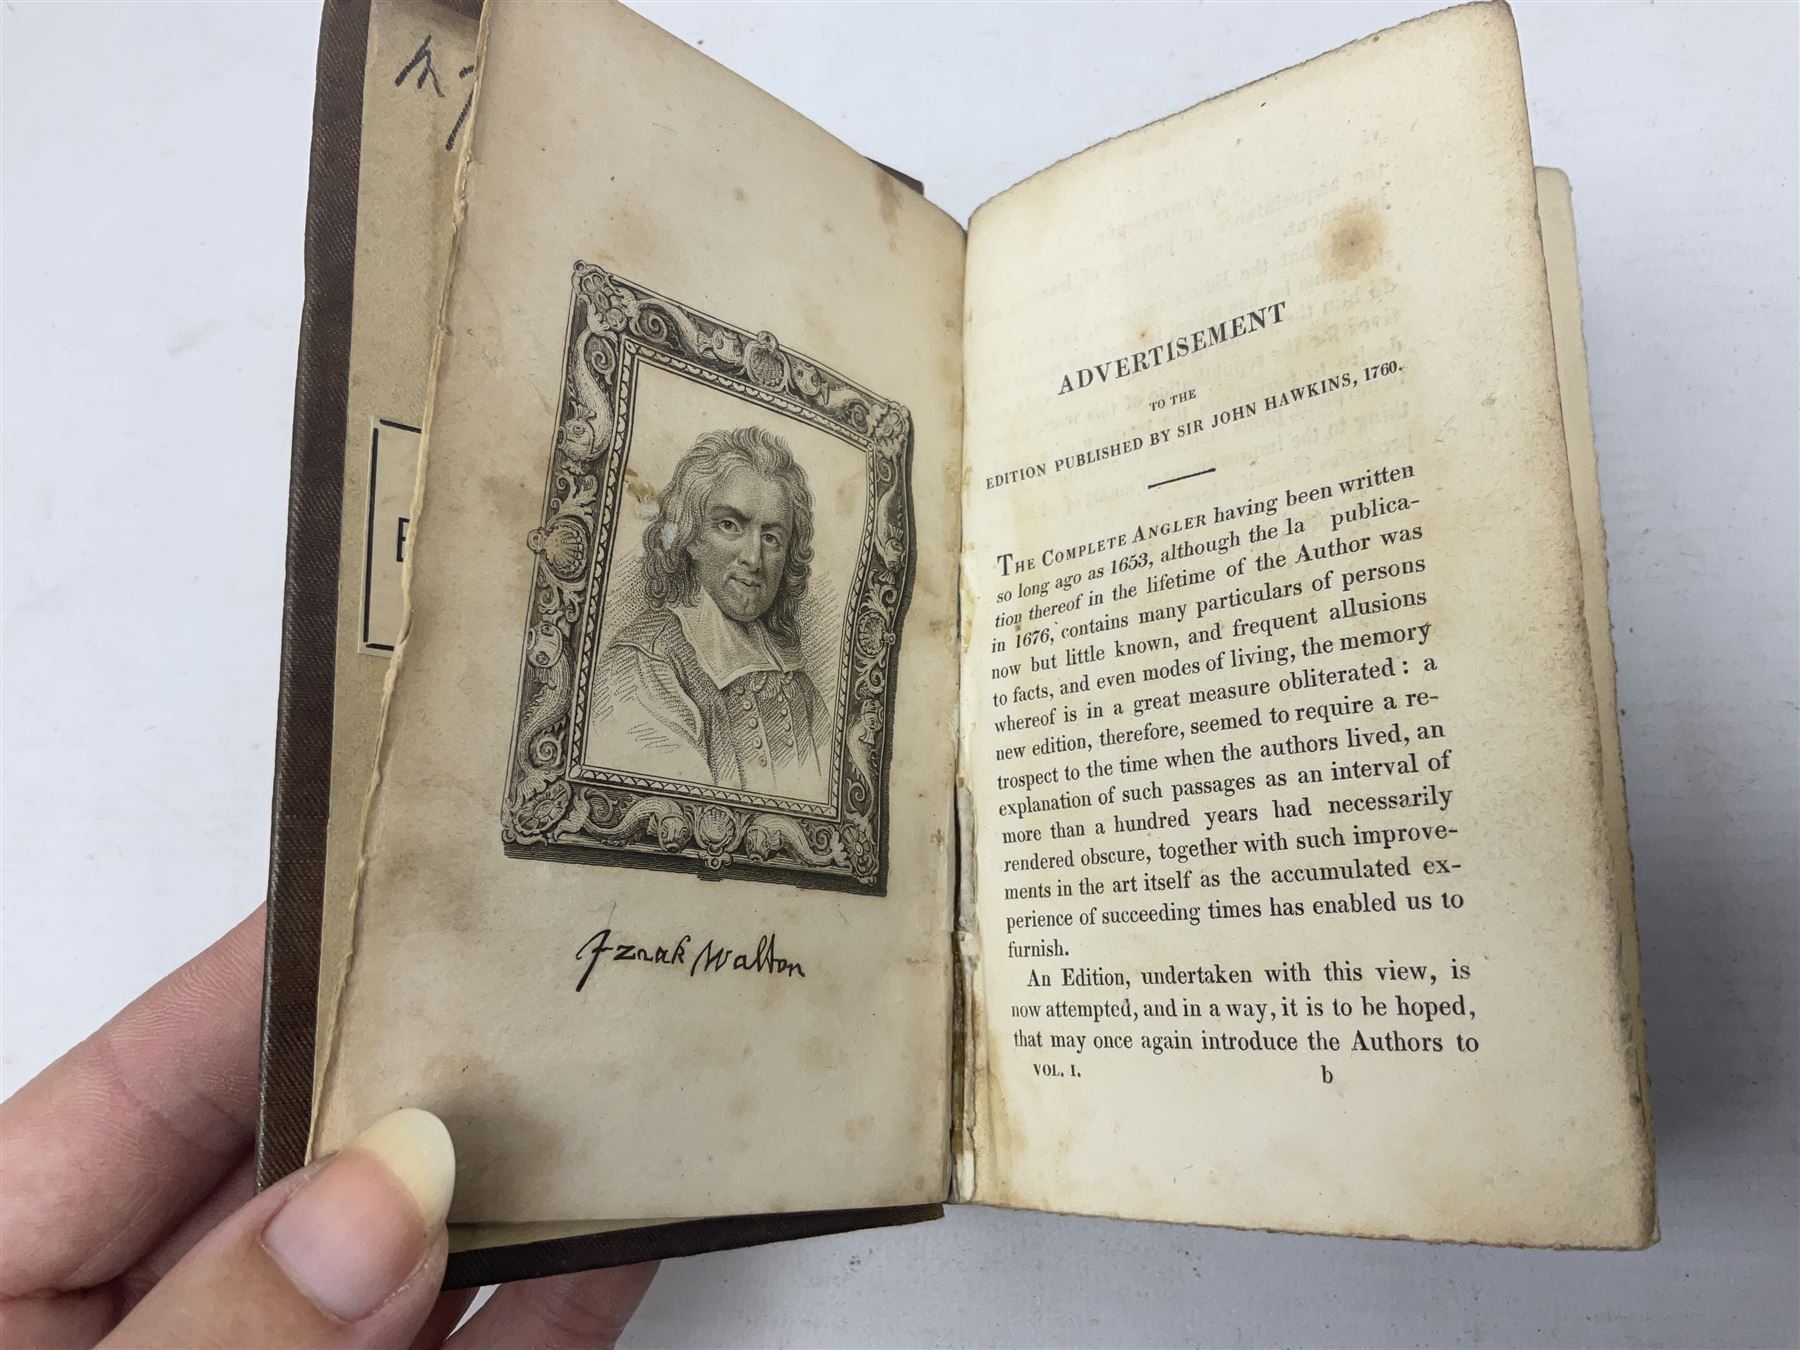 Izaak Walton
ADVERTISEMENT
TO THE
EDITION PUBLISHED BY SIR JOHN HAWKINS, 1760.
THE COMPLETE ANGLER having been written
so long ago as 1653, although the la publica-
tion thereof in the lifetime of the Author was
in 1676, contains many particulars of persons
now but little known, and frequent allusions
to facts, and even modes of living, the memory
whereof is in a great measure obliterated: a
new edition, therefore, seemed to require a re-
trospect to the time when the authors lived, an
explanation of such passages as an interval of
more than a hundred years had necessarily
rendered obscure, together with such improve-
ments in the art itself as the accumulated ex-
perience of succeeding times has enabled us to
furnish.
An Edition, undertaken with this view, is
now attempted, and in a way, it is to be hoped,
that may once again introduce the Authors to
VOL. I. b